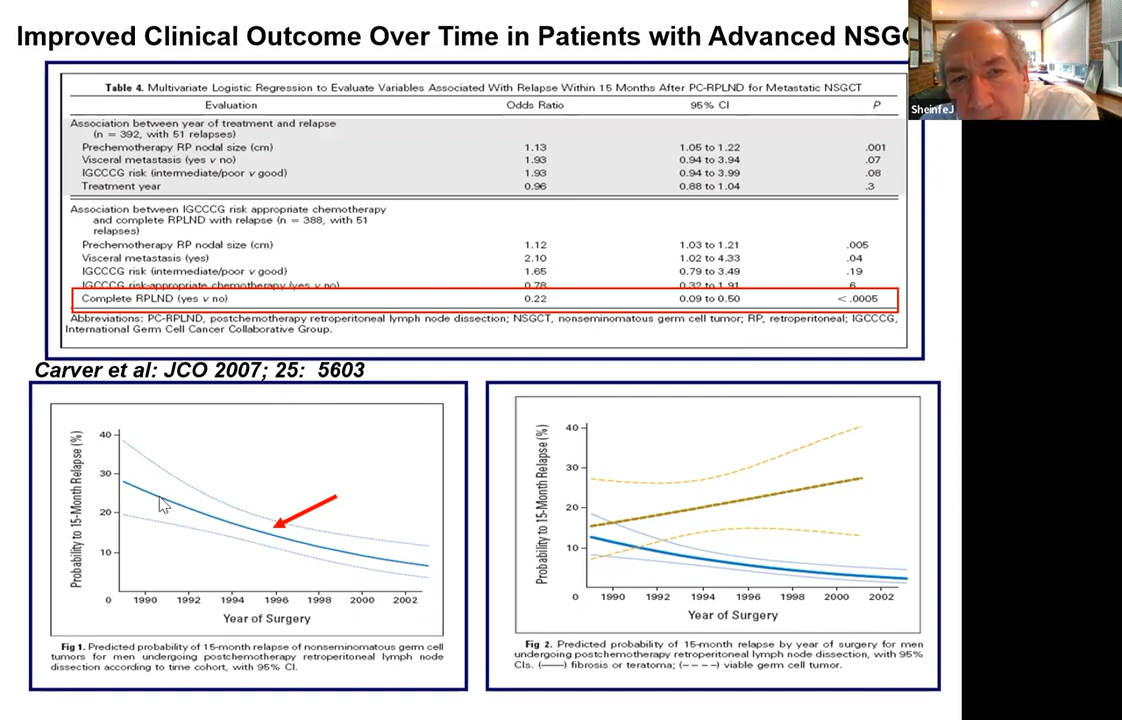 Improved Clinical Outcome Over Time in Patients with Advanced NSG
SheinfeJ
Table 4. Multivariate Logistic Regression to Evaluate Variables Associated With Relapse Within 15 Months After PC-RPLND for Metastatic NSGCT
Evaluation Odds Ratio 95% CI P
Association between year of treatment and relapse
(n = 392, with 51 relapses)
Prechemotherapy RP nodal size (cm) 1.13 1.05 to 1.22 .001
Visceral metastasis (yes v no) 1.93 0.94 to 3.94 .07
IGCCCG risk (intermediate/poor v good) 1.93 0.94 to 3.99 .08
Treatment year 0.96 0.88 to 1.04 .3
Association between IGCCCG risk appropriate chemotherapy
and complete RPLND with relapse (n = 388, with 51
relapses)
Prechemotherapy RP nodal size (cm) 1.12 1.03 to 1.21 .005
Visceral metastasis (yes) 2.10 1.02 to 4.33 .04
IGCCCG risk (intermediate/poor v good) 1.65 0.79 to 3.49 .19
IGCCCG risk-appropriate chemotherapy (yes v no) 0.78 0.32 to 1.91 .6
Complete RPLND (yes v no) 0.22 0.09 to 0.50 < .0005
Abbreviations: PC-RPLND, postchemotherapy retroperitoneal lymph node dissection; NSGCT, nonseminomatous germ cell tumor; RP, retroperitoneal; IGCCCG,
International Germ Cell Cancer Collaborative Group.
Carver et al: JCO 2007; 25: 5603
Probability to 15-Month Relapse (%)
40
30
20
10
0 1990 1992 1994 1996 1998 2000 2002
Year of Surgery
Fig 1. Predicted probability of 15-month relapse of nonseminomatous germ cell
tumors for men undergoing postchemotherapy retroperitoneal lymph node
dissection according to time cohort, with 95% CI.
Probability to 15-Month Relapse (%)
40
30
20
10
0 1990 1992 1994 1996 1998 2000 2002
Year of Surgery
Fig 2. Predicted probability of 15-month relapse by year of surgery for men
undergoing postchemotherapy retroperitoneal lymph node dissection, with 95%
CIs. (——) fibrosis or teratoma; (– – – –) viable germ cell tumor.